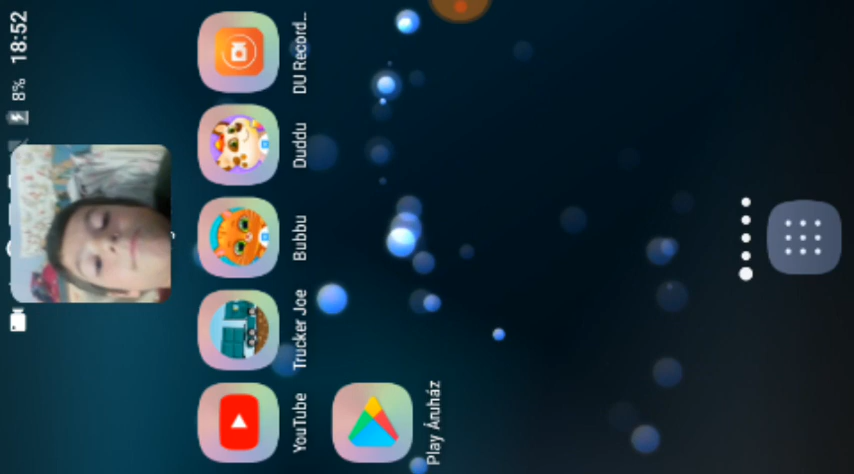 8% 18:52
YouTube
Trucker Joe
Bubbu
Duddu
DU Record...
Play Áruház